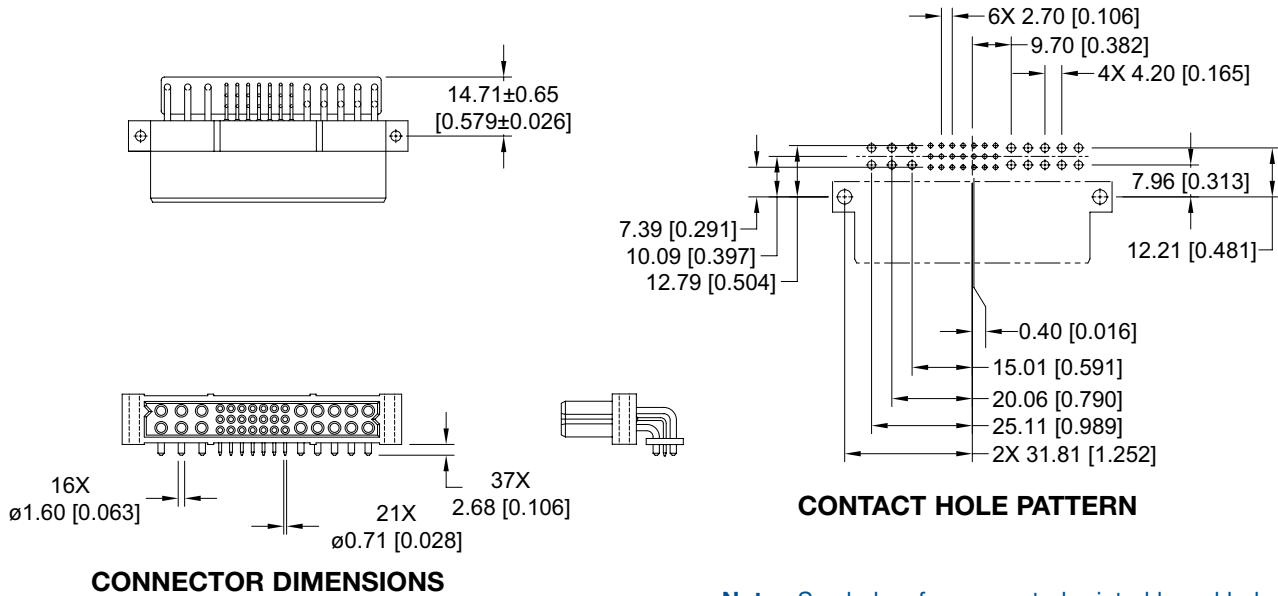 14.71±0.65
[0.579±0.026]
6X 2.70 [0.106]
9.70 [0.382]
4X 4.20 [0.165]
7.96 [0.313]
7.39 [0.291]
10.09 [0.397]
12.21 [0.481]
12.79 [0.504]
0.40 [0.016]
15.01 [0.591]
20.06 [0.790]
25.11 [0.989]
2X 31.81 [1.252]
CONTACT HOLE PATTERN
16X
ø1.60 [0.063]
21X
ø0.71 [0.028]
37X
2.68 [0.106]
CONNECTOR DIMENSIONS